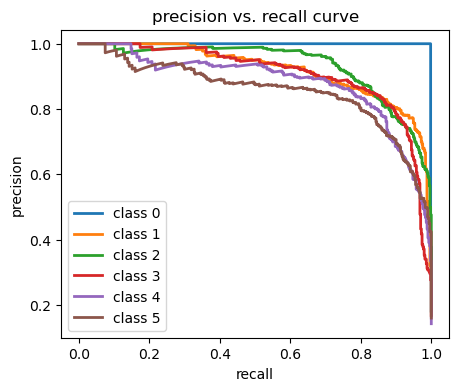 precision vs. recall curve
1.0
0.8
0.6
0.4
0.2
precision
class 0
class 1
class 2
class 3
class 4
class 5
0.0 0.2 0.4 0.6 0.8 1.0
recall